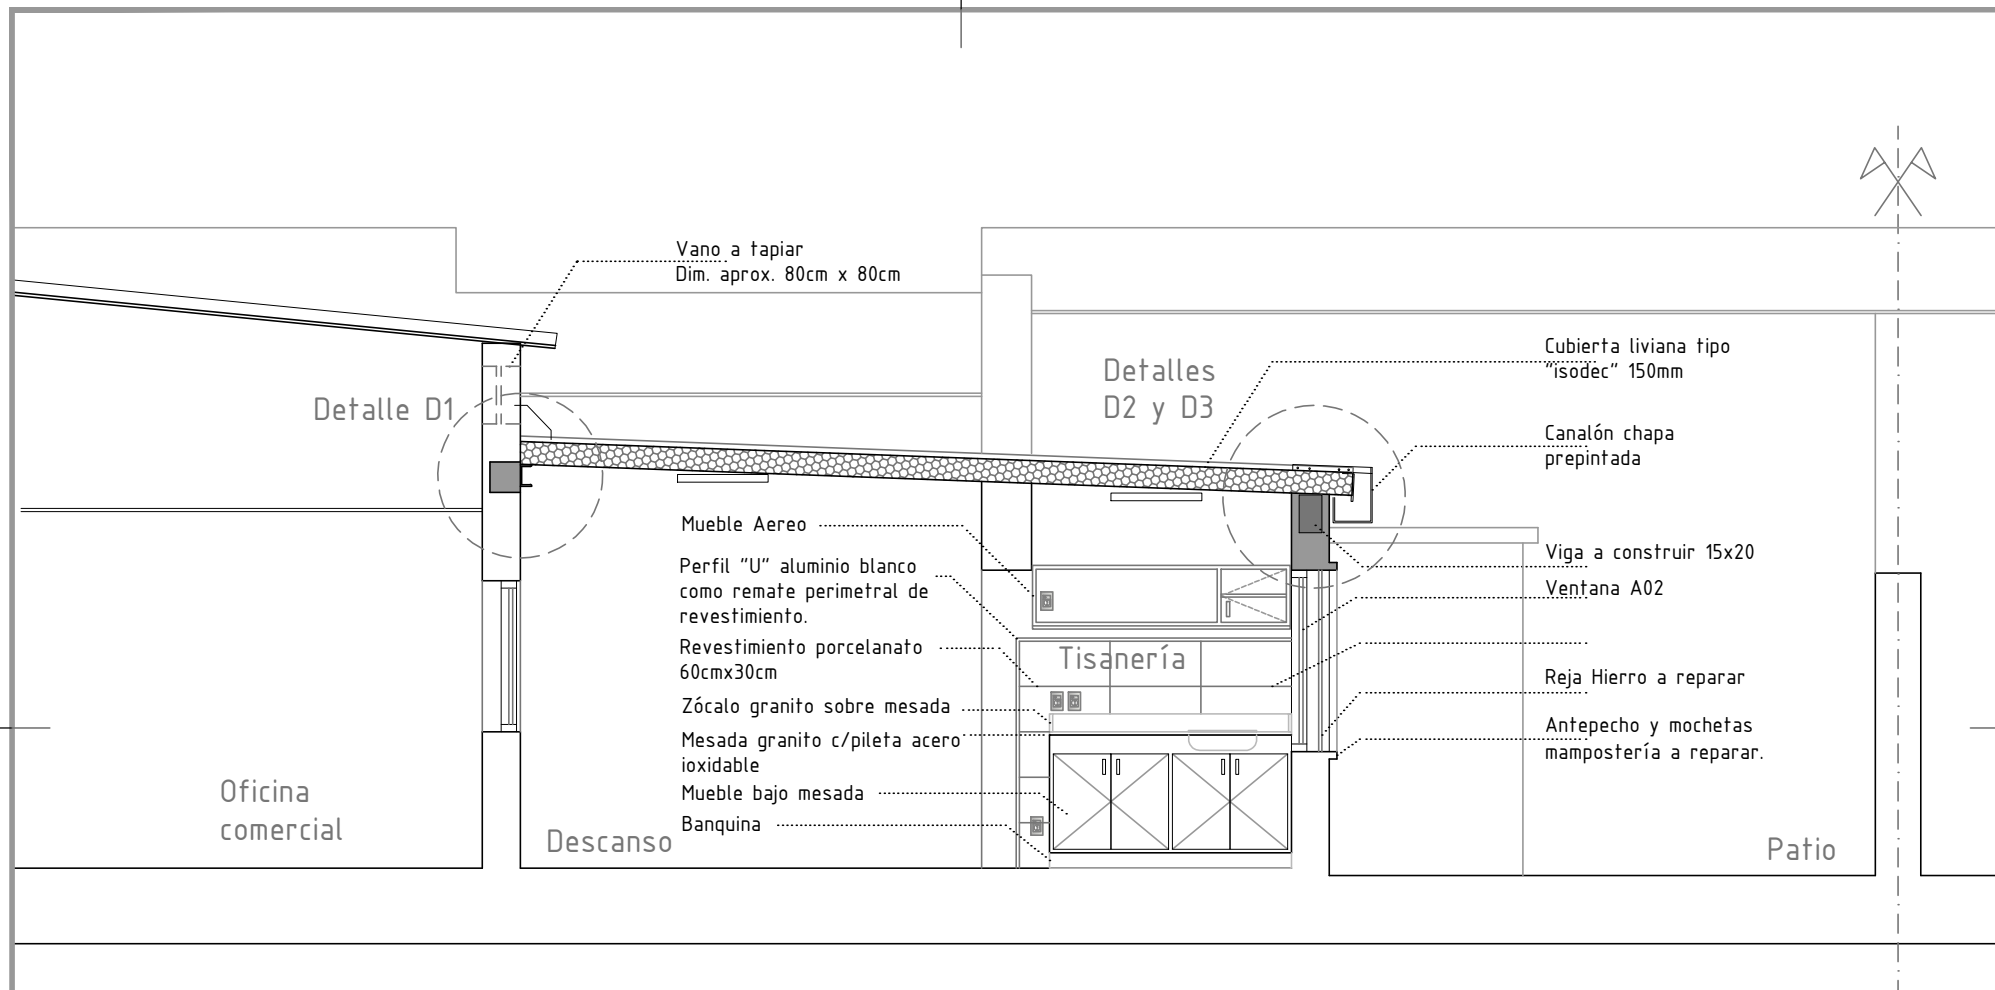 Vano a tapiar
Dim. aprox. 80cm x 80cm
Detalle D1
Detalles
D2 y D3
Cubierta liviana tipo
"isodec" 150mm
Canalón chapa
prepintada
Mueble Aereo
Perfil "U" aluminio blanco
como remate perimetral de
revestimiento.
Revestimiento porcelanato
60cmx30cm
Zócalo granito sobre mesada
Mesada granito c/pileta acero
ioxidable
Mueble bajo mesada
Banquina
Tisanería
Viga a construir 15x20
Ventana A02
Reja Hierro a reparar
Antepecho y mochetas
mampostería a reparar.
Oficina
comercial
Descanso
Patio